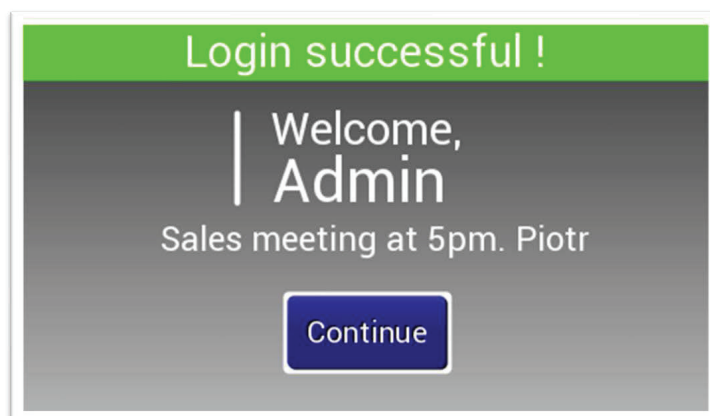 Login successful !
Welcome,
Admin
Sales meeting at 5pm. Piotr
Continue